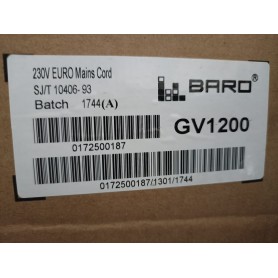 230V EURO Mains Cord
SJ/T 10406-93
Batch 1744(A)
BARO
GV1200
0172500187
0172500187/1301/1744